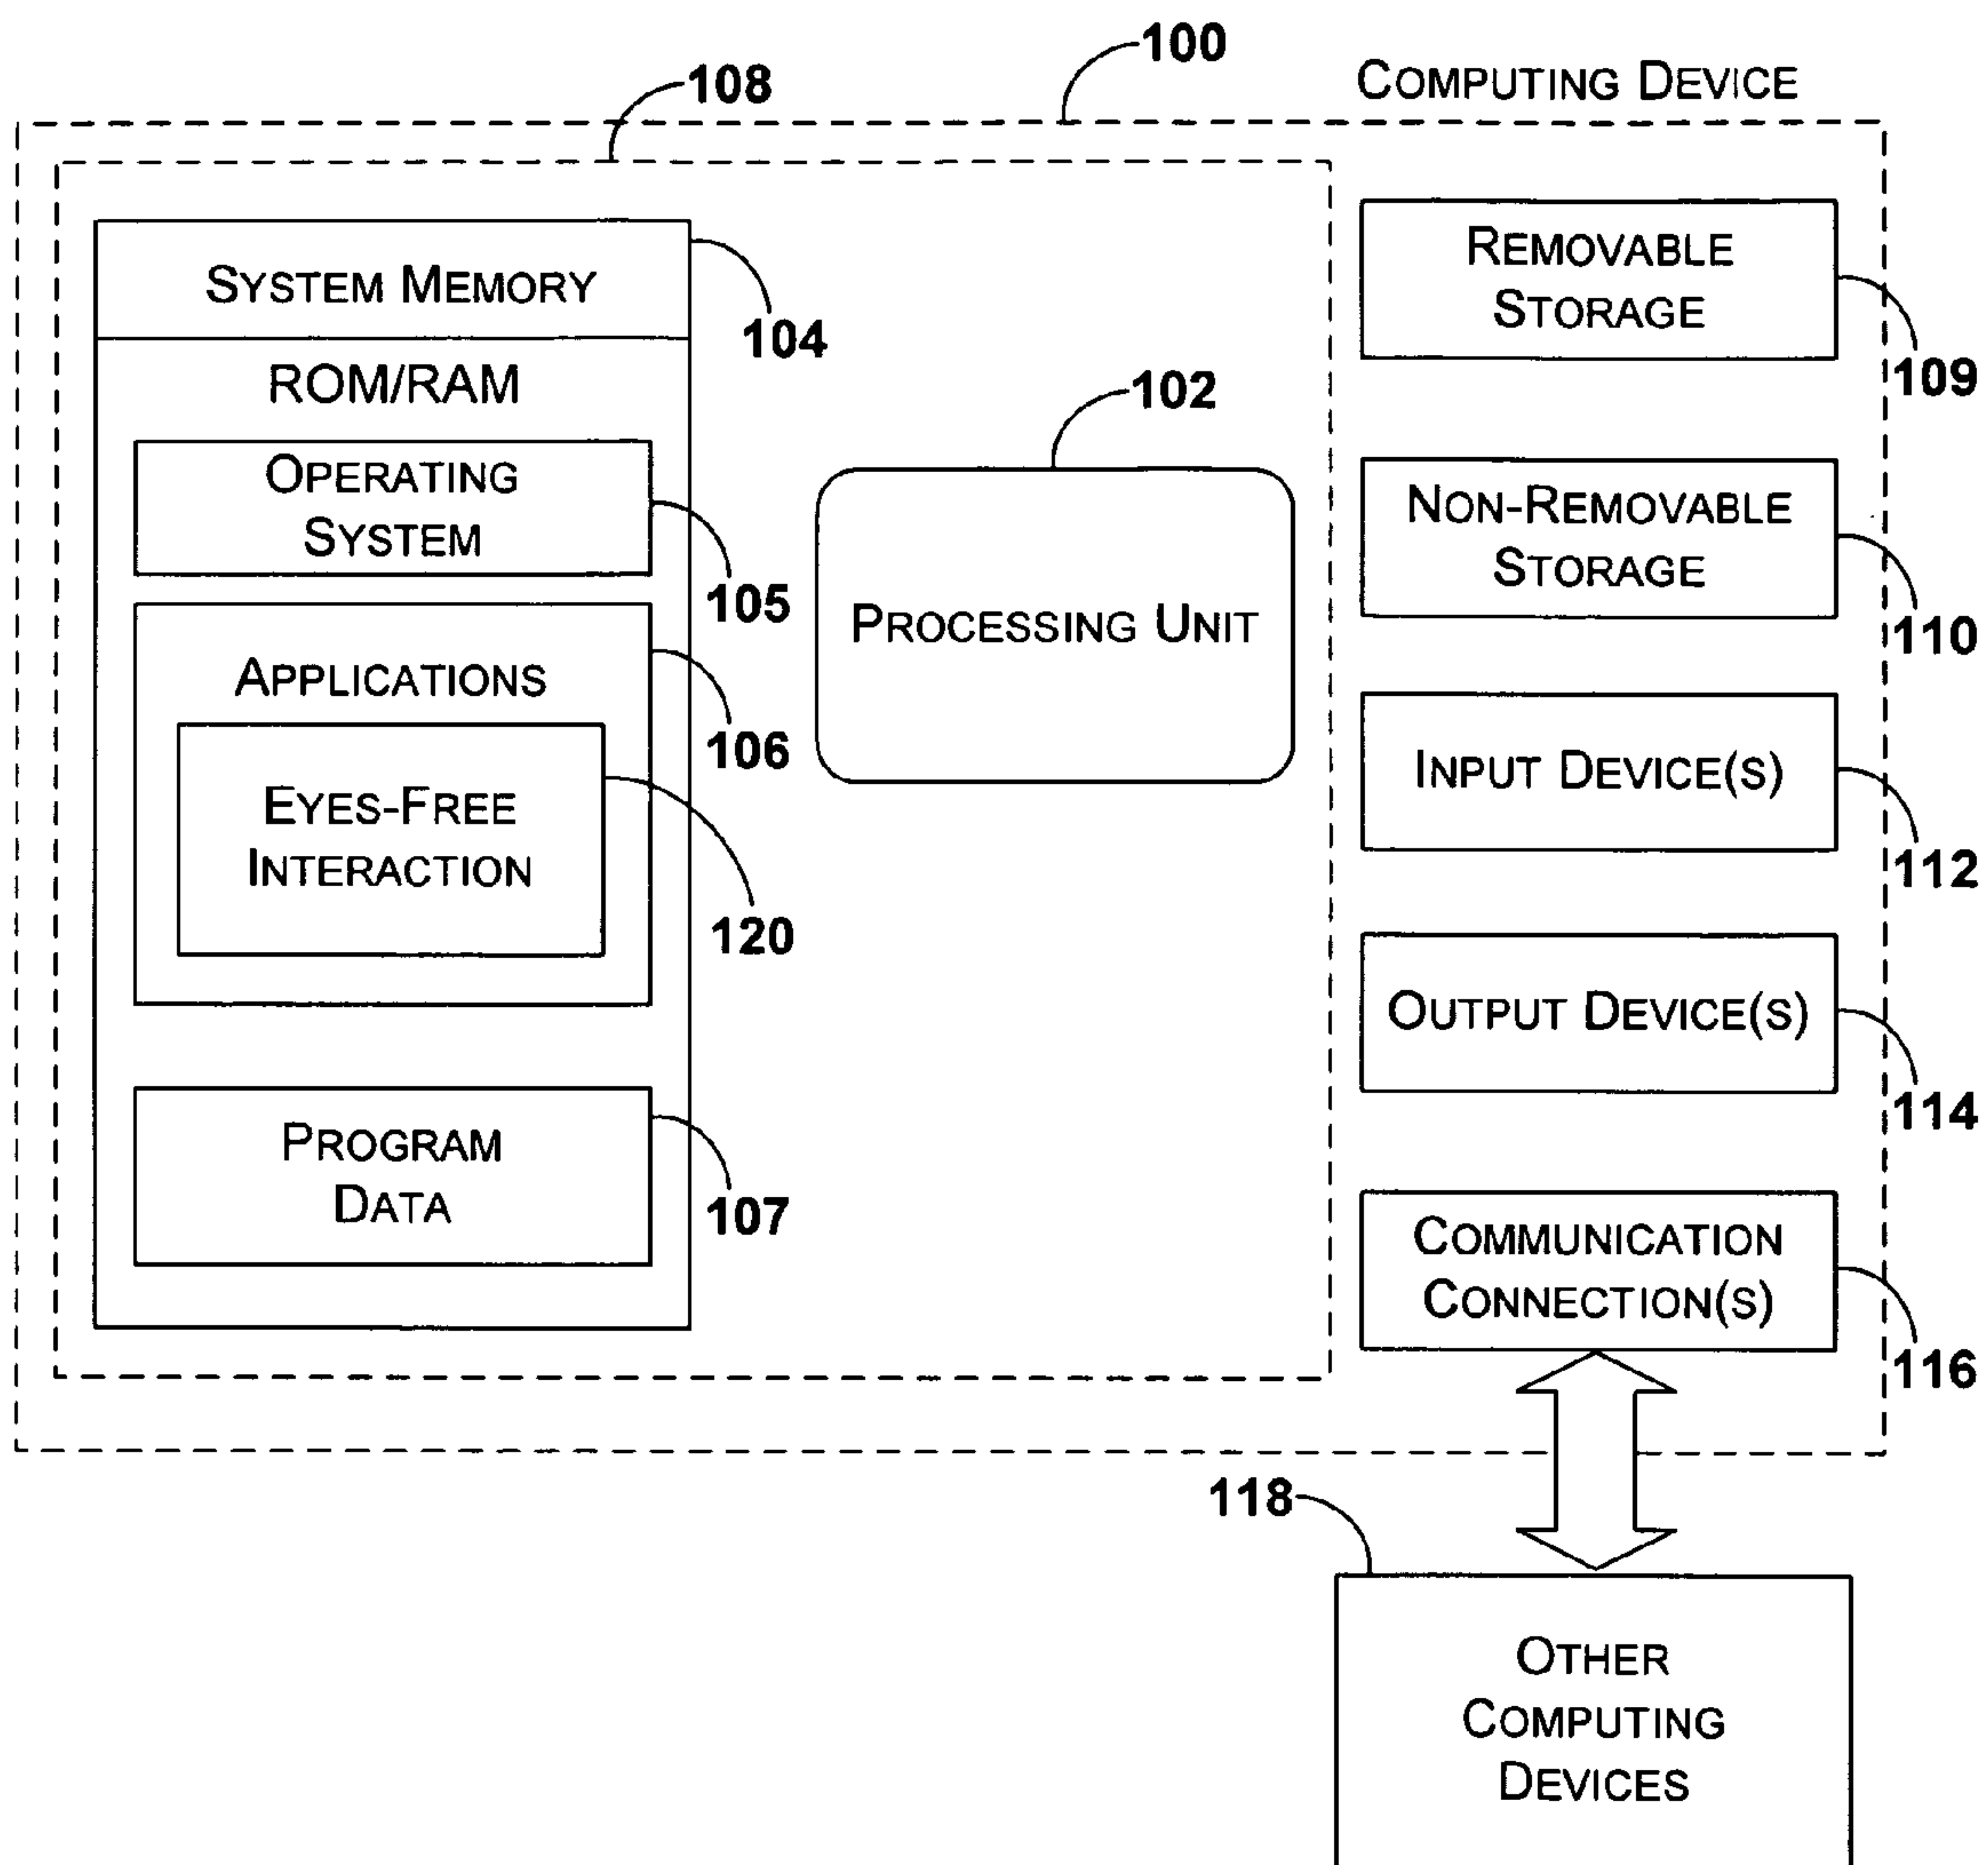 100
COMPUTING DEVICE
108
SYSTEM MEMORY
104
ROM/RAM
OPERATING
SYSTEM
105
APPLICATIONS
106
EYES-FREE
INTERACTION
120
PROGRAM
DATA
107
102
PROCESSING UNIT
REMOVABLE
STORAGE
109
NON-REMOVABLE
STORAGE
110
INPUT DEVICE(S)
112
OUTPUT DEVICE(S)
114
COMMUNICATION
CONNECTION(S)
116
118
OTHER
COMPUTING
DEVICES